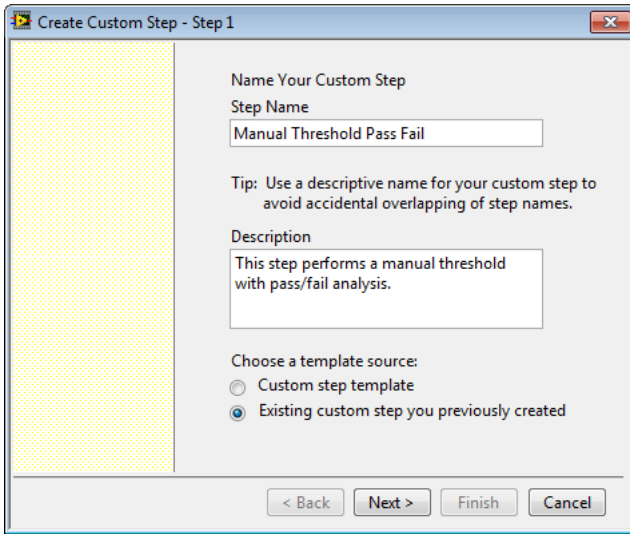 Create Custom Step - Step 1
Name Your Custom Step
Step Name
Manual Threshold Pass Fail
Tip: Use a descriptive name for your custom step to
avoid accidental overlapping of step names.
Description
This step performs a manual threshold
with pass/fail analysis.
Choose a template source:
Custom step template
Existing custom step you previously created
< Back Next > Finish Cancel